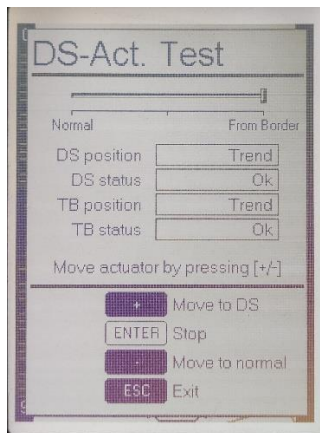 DS-Act. Test
Normal From Border
DS position Trend
DS status Ok
TB position Trend
TB status Ok
Move actuator by pressing [+/-]
+ Move to DS
ENTER Stop
- Move to normal
ESC Exit